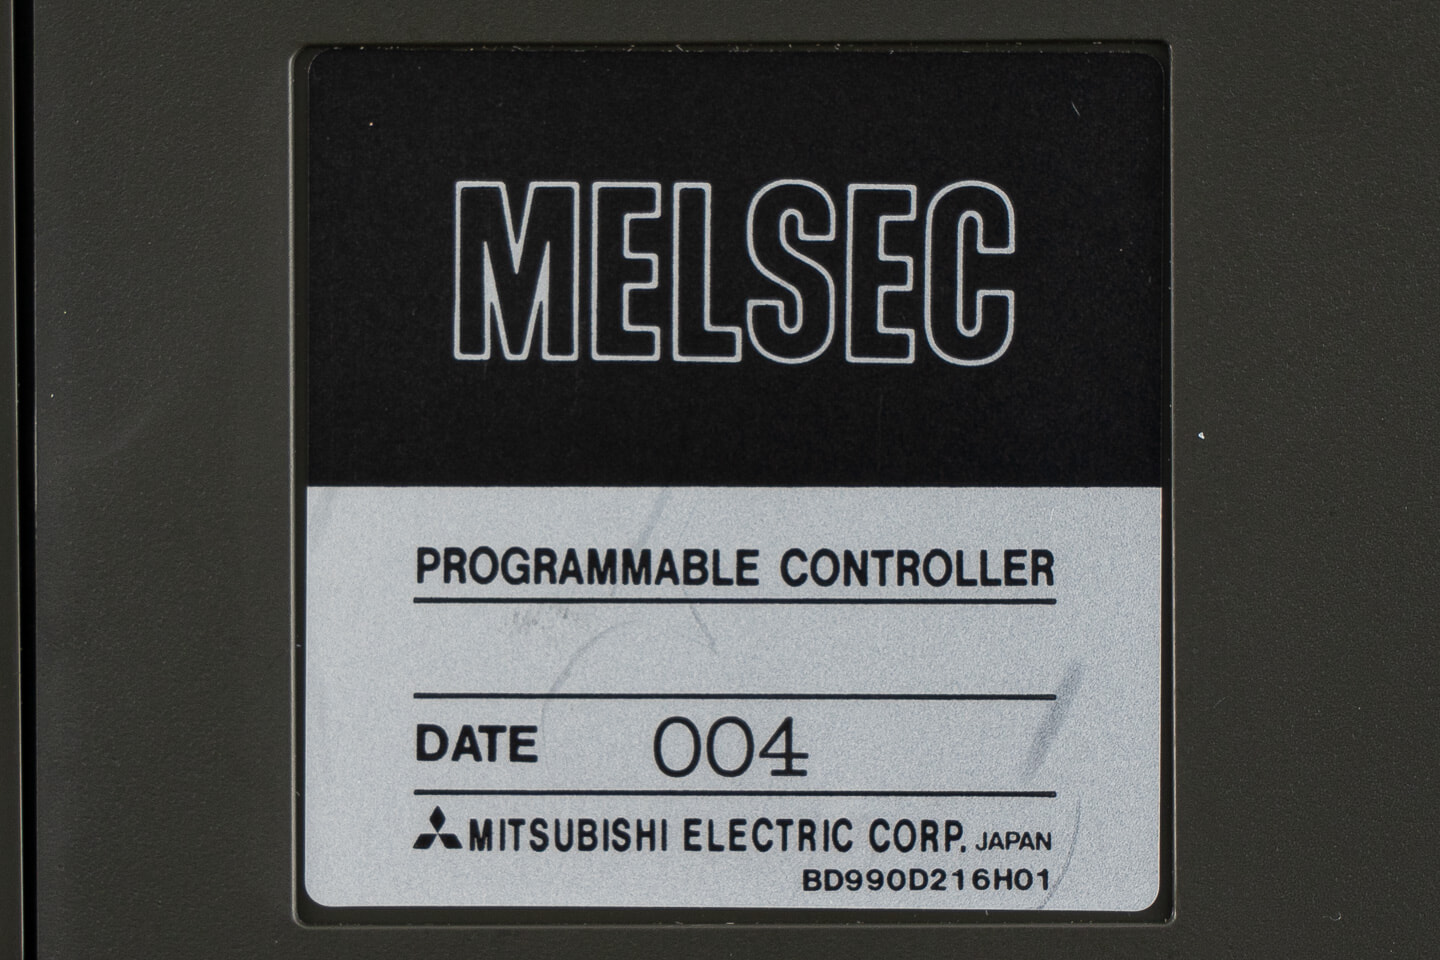 MELSEC
PROGRAMMABLE CONTROLLER
DATE 004
MITSUBISHI ELECTRIC CORP. JAPAN
BD990D216H01